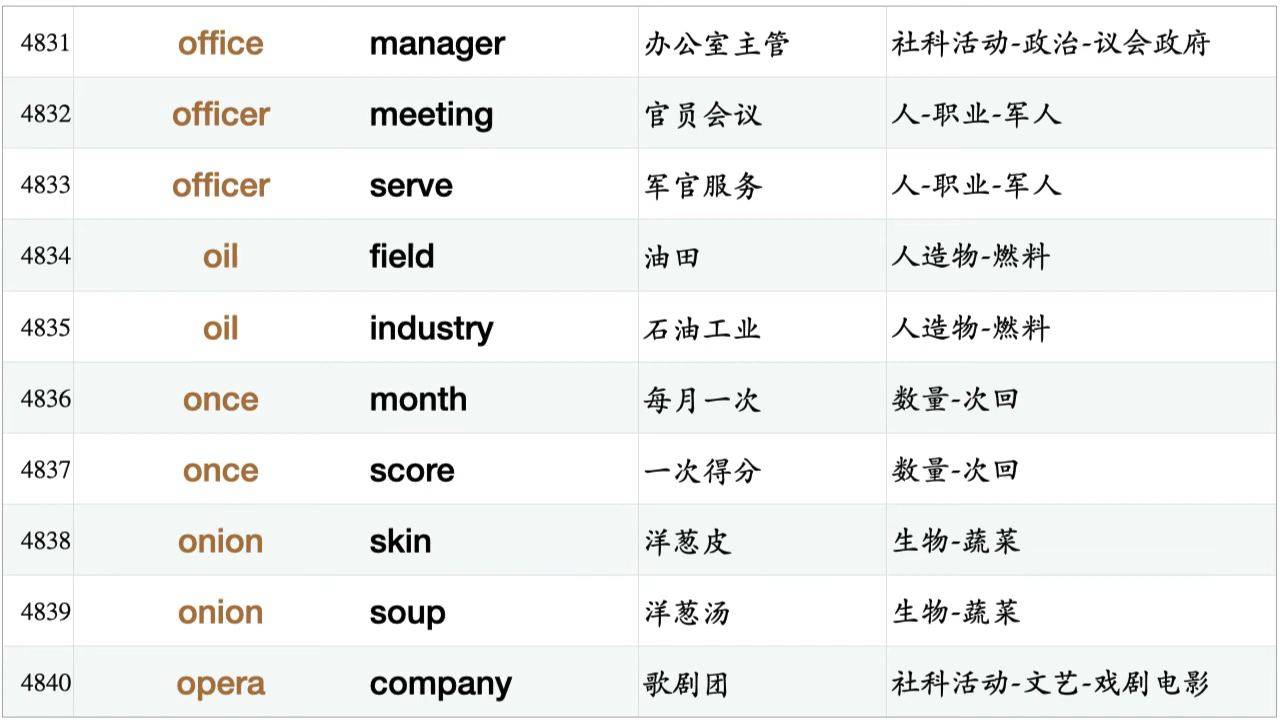 4831 office manager 办公室主管 社科活动-政治-议会政府
4832 officer meeting 官员会议 人-职业-军人
4833 officer serve 军官服务 人-职业-军人
4834 oil field 油田 人造物-燃料
4835 oil industry 石油工业 人造物-燃料
4836 once month 每月一次 数量-次回
4837 once score 一次得分 数量-次回
4838 onion skin 洋葱皮 生物-蔬菜
4839 onion soup 洋葱汤 生物-蔬菜
4840 opera company 歌剧团 社科活动-文艺-戏剧电影